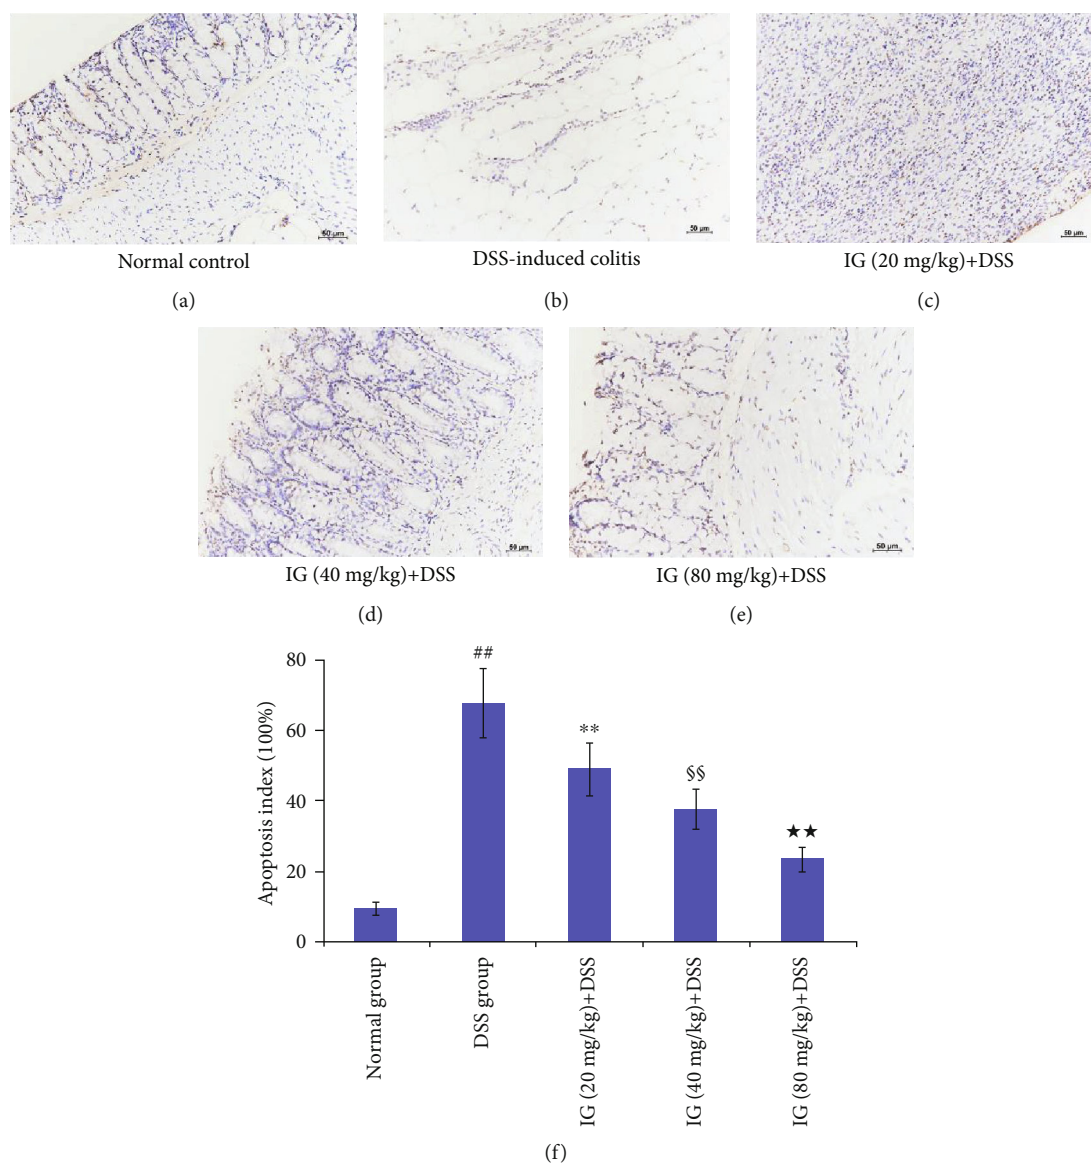 50 µm
50 µm
50 µm
Normal control
DSS-induced colitis
IG (20 mg/kg)+DSS
(a)
(b)
(c)
50 µm
50 µm
IG (40 mg/kg)+DSS
IG (80 mg/kg)+DSS
(d)
(e)
Apoptosis index (100%)
80
60
40
20
0
##
**
§§
★★
Normal group
DSS group
IG (20 mg/kg)+DSS
IG (40 mg/kg)+DSS
IG (80 mg/kg)+DSS
(f)